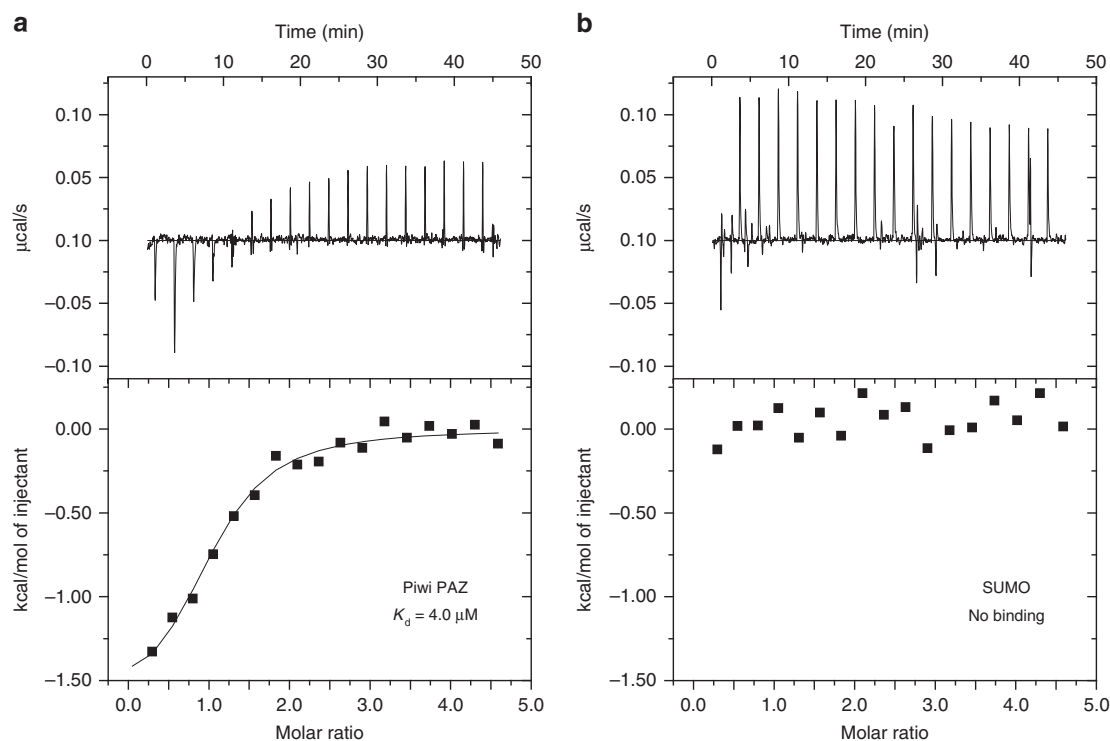 a
Time (min)
0 10 20 30 40 50
0.10
0.05
0.10
–0.05
–0.10
μcal/s
0.00
–0.50
–1.00
–1.50
kcal/mol of injectant
Piwi PAZ
Kd = 4.0 μM
0.0 1.0 2.0 3.0 4.0 5.0
Molar ratio
b
Time (min)
0 10 20 30 40 50
0.10
0.05
0.10
–0.05
–0.10
μcal/s
0.00
–0.50
–1.00
–1.50
kcal/mol of injectant
SUMO
No binding
0.0 1.0 2.0 3.0 4.0 5.0
Molar ratio